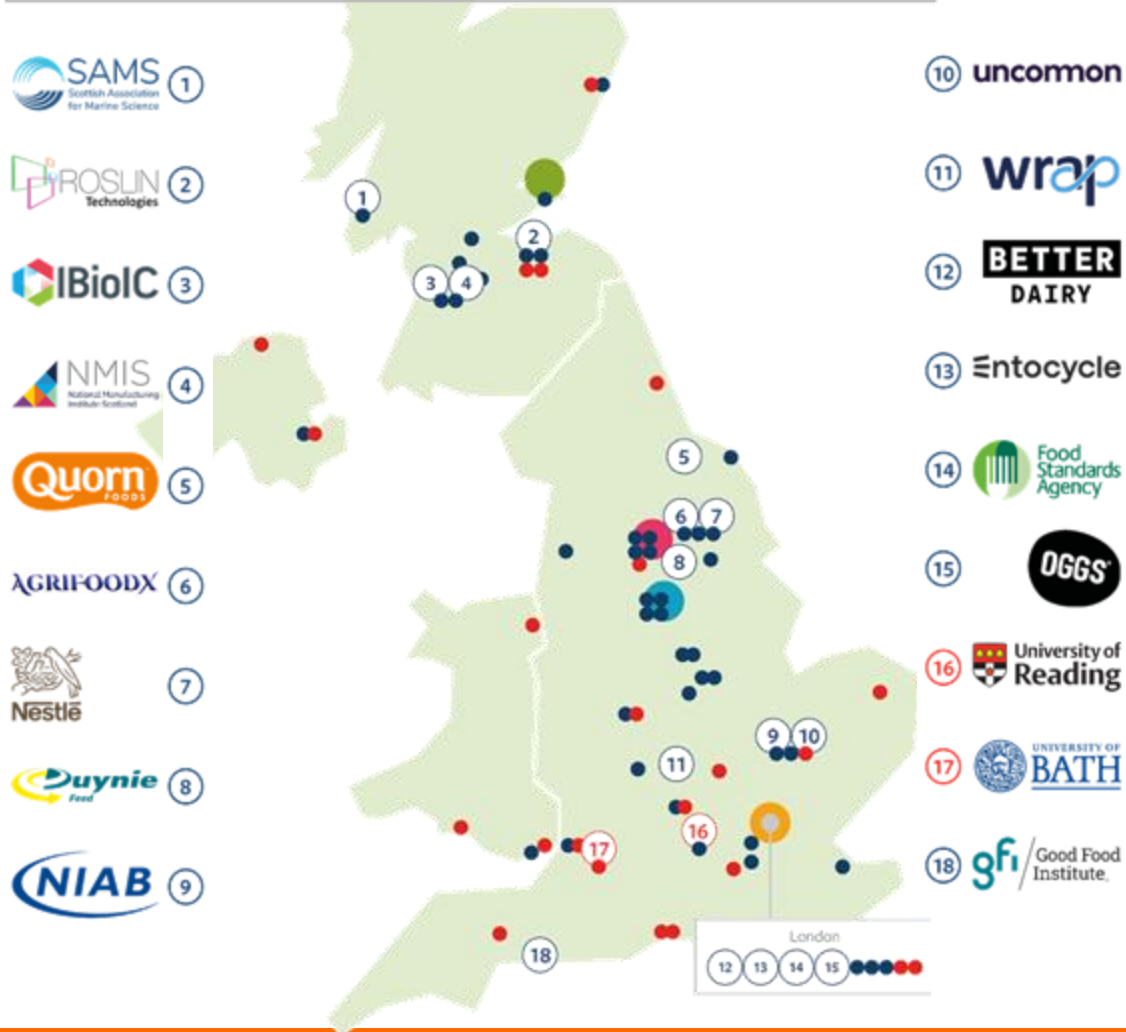 SAMS
Scottish Association
for Marine Science
1
ROSLIN
Technologies
2
IBioIC
3
NMIS
National Manufacturing
Institute Scotland
4
Quorn
FOODS
5
AGRIFOODX
6
Nestlé
7
Duynie
Feed
8
NIAB
9
1
2
3
4
5
6
7
8
9
10
11
16
17
18
London
12
13
14
15
10
uncommon
11
wrap
12
BETTER
DAIRY
13
Entocycle
14
Food
Standards
Agency
15
OGGS
16
University of
Reading
17
UNIVERSITY OF
BATH
18
gfi
Good Food
Institute.